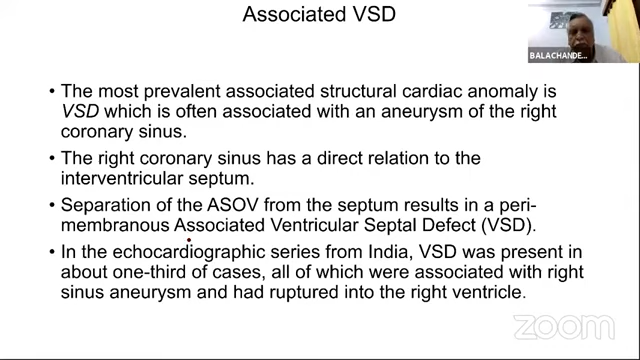 Associated VSD
BALACHANDE...
• The most prevalent associated structural cardiac anomaly is
VSD which is often associated with an aneurysm of the right
coronary sinus.
• The right coronary sinus has a direct relation to the
interventricular septum.
• Separation of the ASOV from the septum results in a peri-
membranous Associated Ventricular Septal Defect (VSD).
• In the echocardiographic series from India, VSD was present in
about one-third of cases, all of which were associated with right
sinus aneurysm and had ruptured into the right ventricle.
zoom